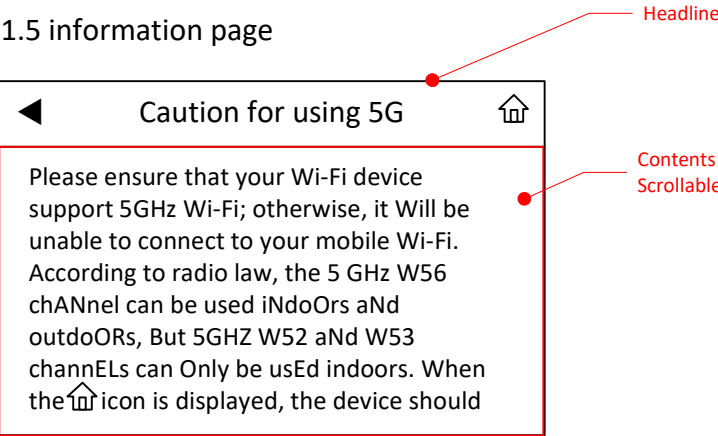 1.5 information page
Headline
Caution for using 5G
Contents
Scrollable
Please ensure that your Wi-Fi device
support 5GHz Wi-Fi; otherwise, it Will be
unable to connect to your mobile Wi-Fi.
According to radio law, the 5 GHz W56
chANnel can be used iNdoOrs aNd
outdoORs, But 5GHZ W52 aNd W53
channELs can Only be usEd indoors. When
the icon is displayed, the device should